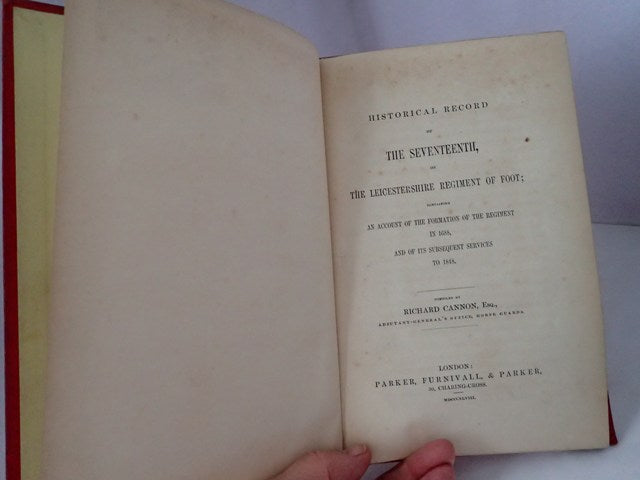 HISTORICAL RECORD
OF
THE SEVENTEENTH,
OR
THE LEICESTERSHIRE REGIMENT OF FOOT;
CONTAINING
AN ACCOUNT OF THE FORMATION OF THE REGIMENT
IN 1688,
AND OF ITS SUBSEQUENT SERVICES
TO 1848.
COMPILED BY
RICHARD CANNON, ESQ.,
ADJUTANT-GENERAL'S OFFICE, HORSE GUARDS
LONDON:
PARKER, FURNIVALL, & PARKER,
30, CHARING-CROSS.
MDCCCXLVIII.